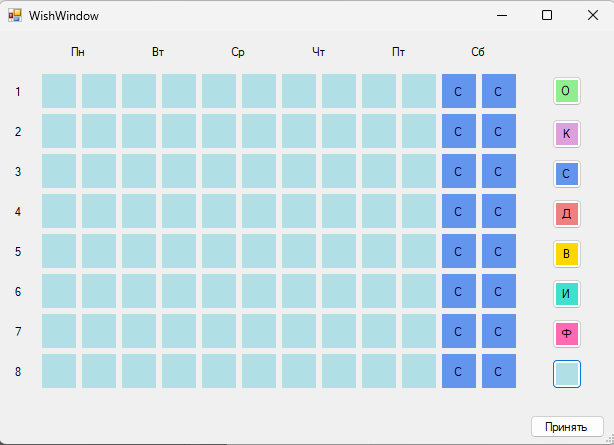 WishWindow
Пн Вт Ср Чт Пт Сб
1 С С О
2 С С К
3 С С С
4 С С Д
5 С С В
6 С С И
7 С С Ф
8 С С
Принять